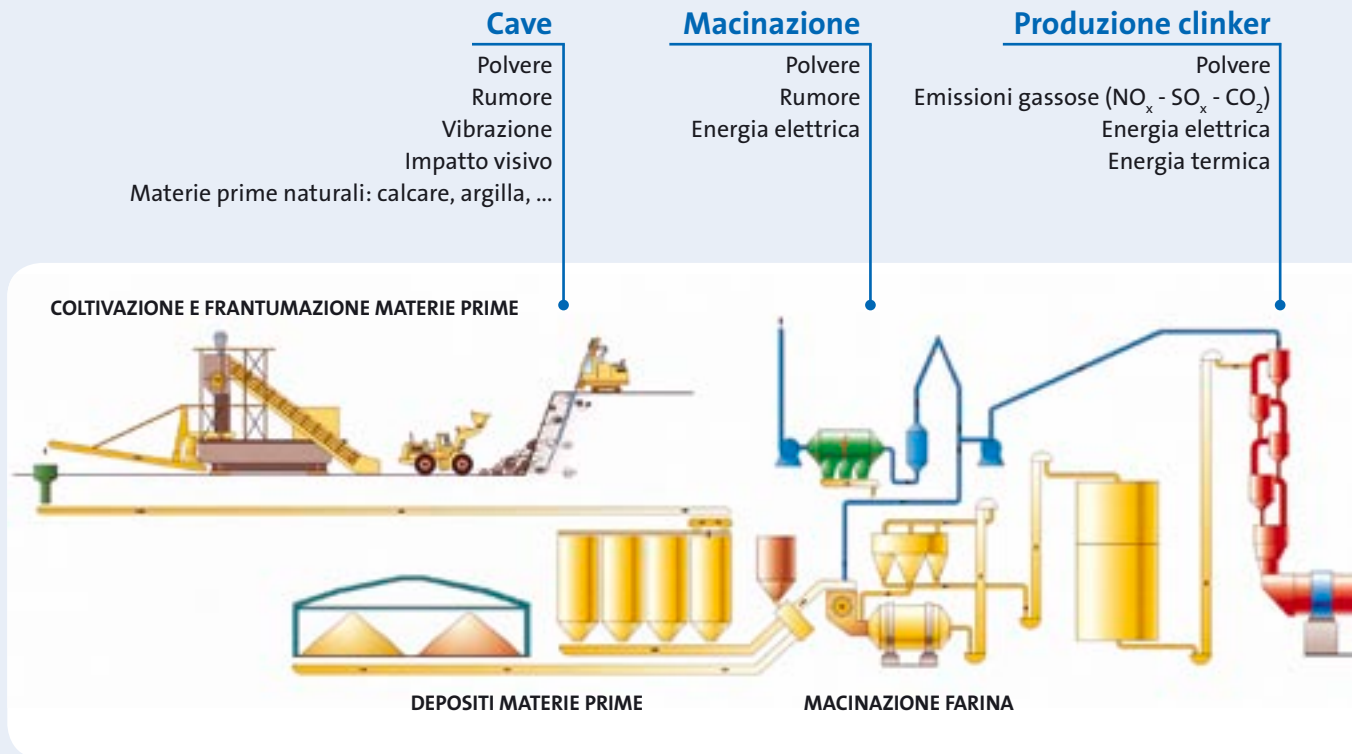 Cave
Polvere
Rumore
Vibrazione
Impatto visivo
Materie prime naturali: calcare, argilla, ...
Macinazione
Polvere
Rumore
Energia elettrica
Produzione clinker
Polvere
Emissioni gassose (NOx - SOx - CO2)
Energia elettrica
Energia termica
COLTIVAZIONE E FRANTUMAZIONE MATERIE PRIME
DEPOSITI MATERIE PRIME
MACINAZIONE FARINA